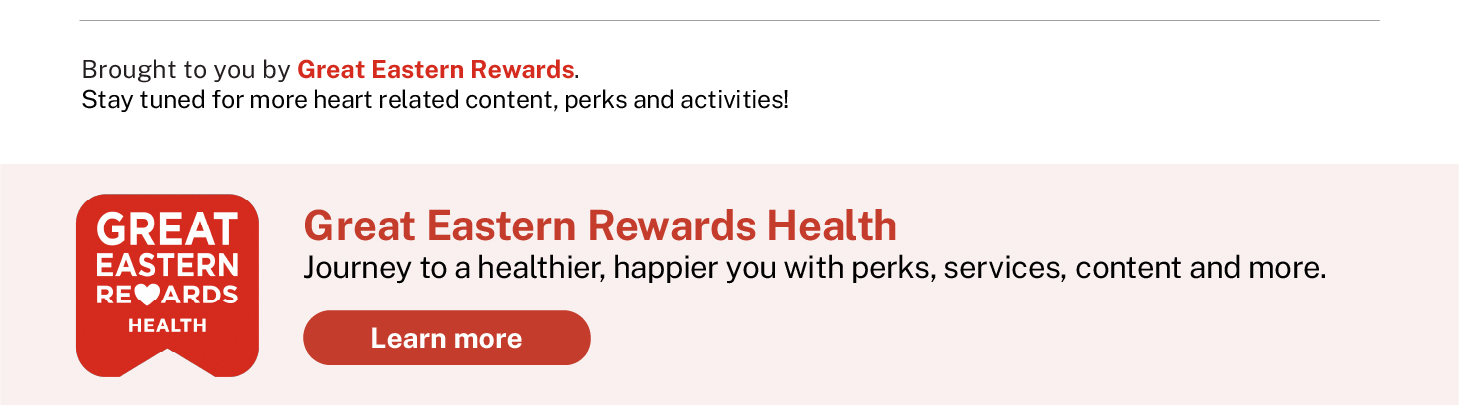 Brought to you by Great Eastern Rewards.
Stay tuned for more heart related content, perks and activities!
GREAT
EASTERN
REWARDS
HEALTH
Great Eastern Rewards Health
Journey to a healthier, happier you with perks, services, content and more.
Learn more